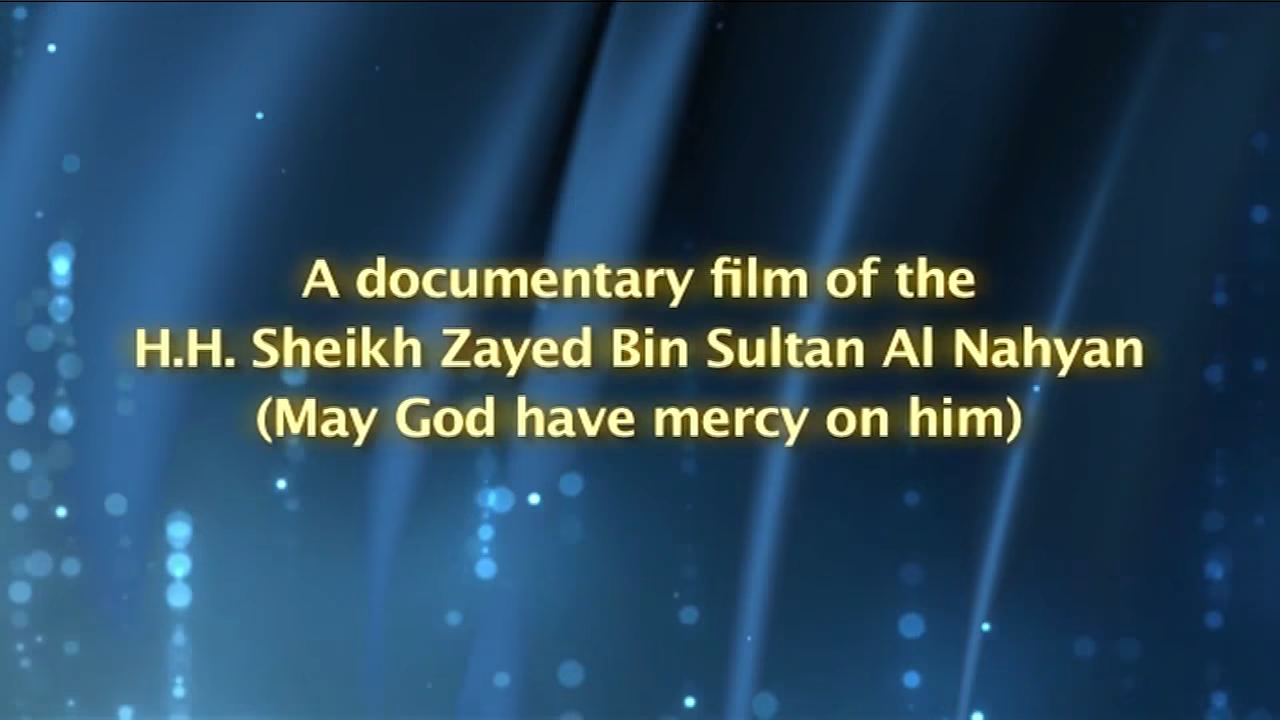 A documentary film of the
H.H. Sheikh Zayed Bin Sultan Al Nahyan
(May God have mercy on him)